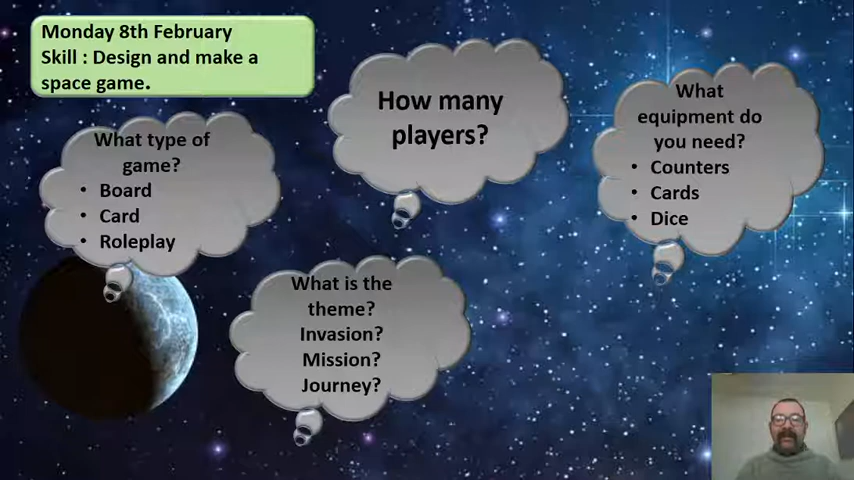 Monday 8th February
Skill : Design and make a
space game.
What type of
game?
• Board
• Card
• Roleplay
How many
players?
What
equipment do
you need?
• Counters
• Cards
• Dice
What is the
theme?
Invasion?
Mission?
Journey?